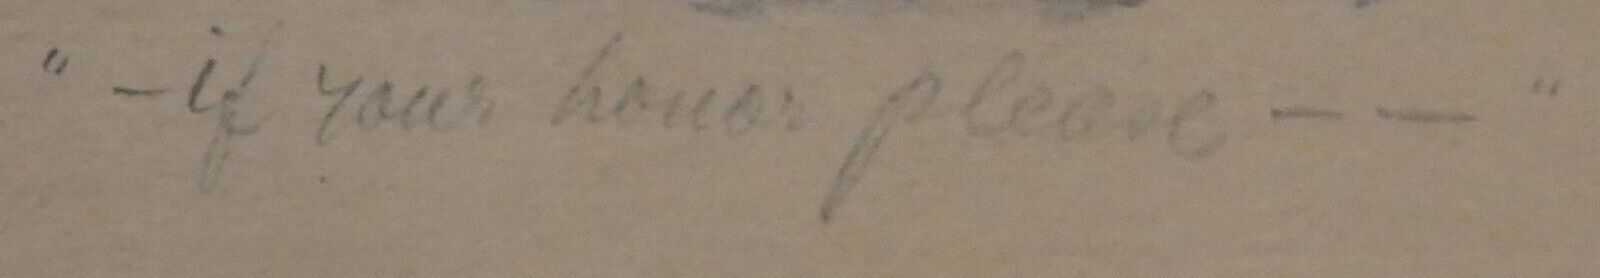 " – if your honor please – – "